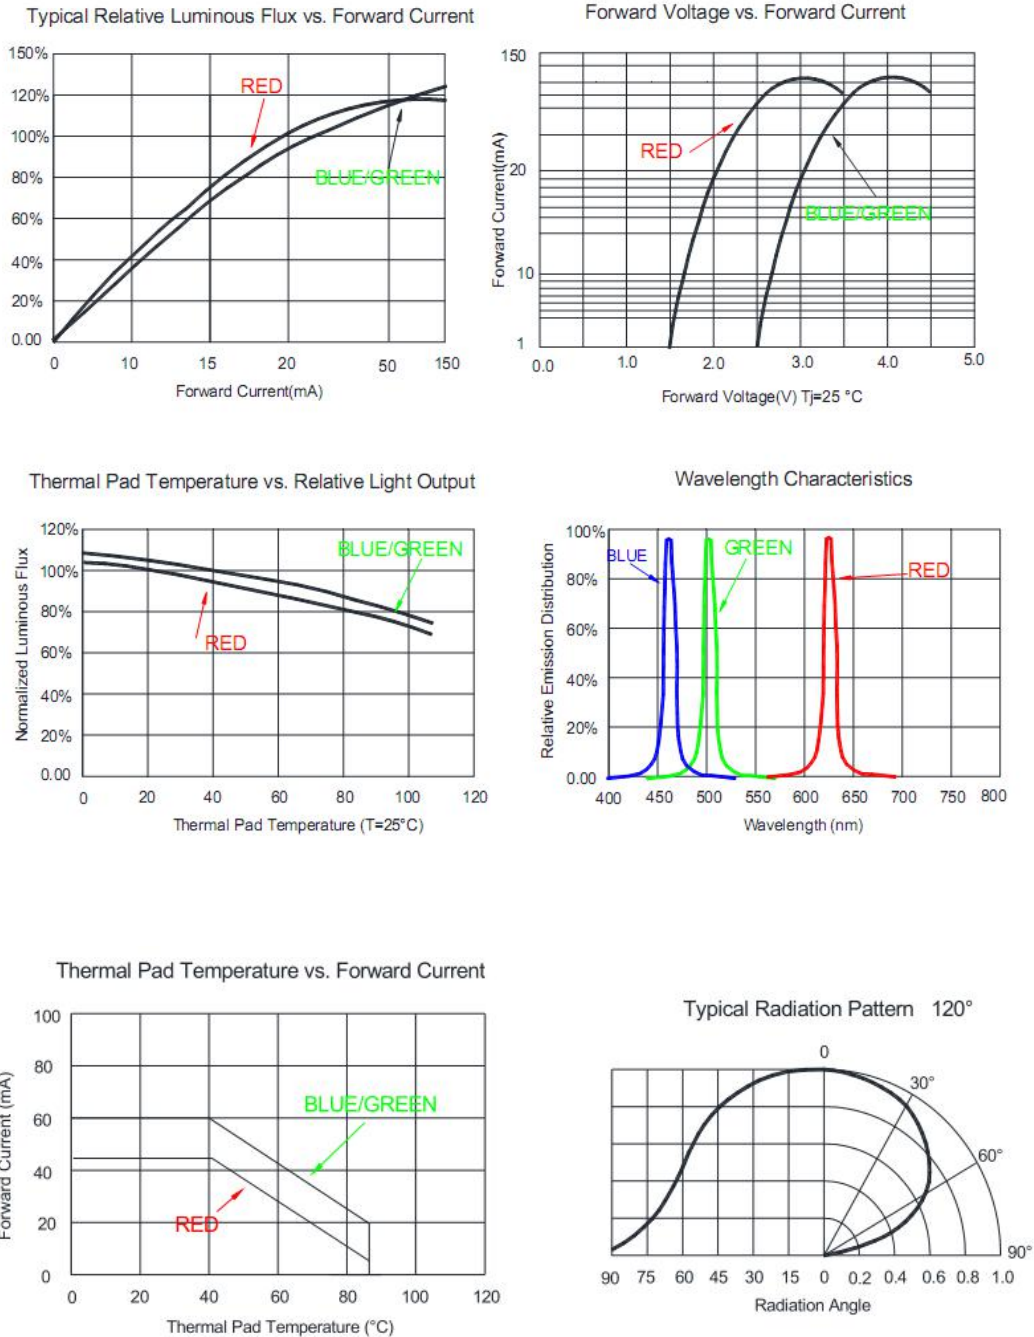 Typical Relative Luminous Flux vs. Forward Current
150%
120%
100%
80%
60%
40%
20%
0.00
RED
BLUE/GREEN
0 10 15 20 50 150
Forward Current(mA)
Forward Voltage vs. Forward Current
Forward Current(mA)
150
20
10
1
RED
BLUE/GREEN
0.0 1.0 2.0 3.0 4.0 5.0
Forward Voltage(V) Tj=25 °C
Thermal Pad Temperature vs. Relative Light Output
Normalized Luminous Flux
120%
100%
80%
60%
40%
20%
0.00
BLUE/GREEN
RED
0 20 40 60 80 100 120
Thermal Pad Temperature (T=25°C)
Wavelength Characteristics
Relative Emission Distribution
100%
80%
60%
40%
20%
0.00
BLUE
GREEN
RED
400 450 500 550 600 650 700 750 800
Wavelength (nm)
Thermal Pad Temperature vs. Forward Current
Forward Current (mA)
100
80
60
40
20
0
BLUE/GREEN
RED
0 20 40 60 80 100 120
Thermal Pad Temperature (°C)
Typical Radiation Pattern 120°
0
30°
60°
90°
90 75 60 45 30 15 0 0.2 0.4 0.6 0.8 1.0
Radiation Angle